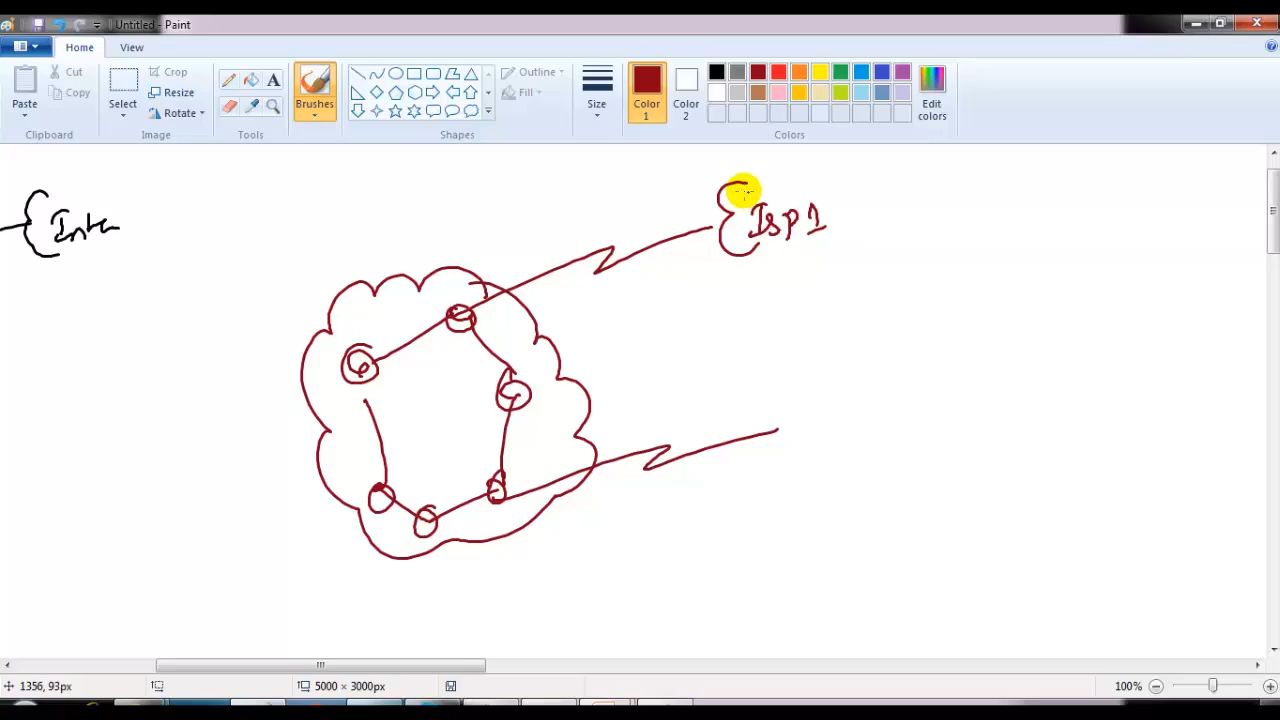 Untitled - Paint
Home View
Paste
Cut
Copy
Clipboard
Select
Crop
Resize
Rotate
Image
Tools
Brushes
Outline
Fill
Shapes
Size
Color 1
Color 2
Edit colors
Colors
Inte
Isp 1
1356, 93px
5000 × 3000px
100%